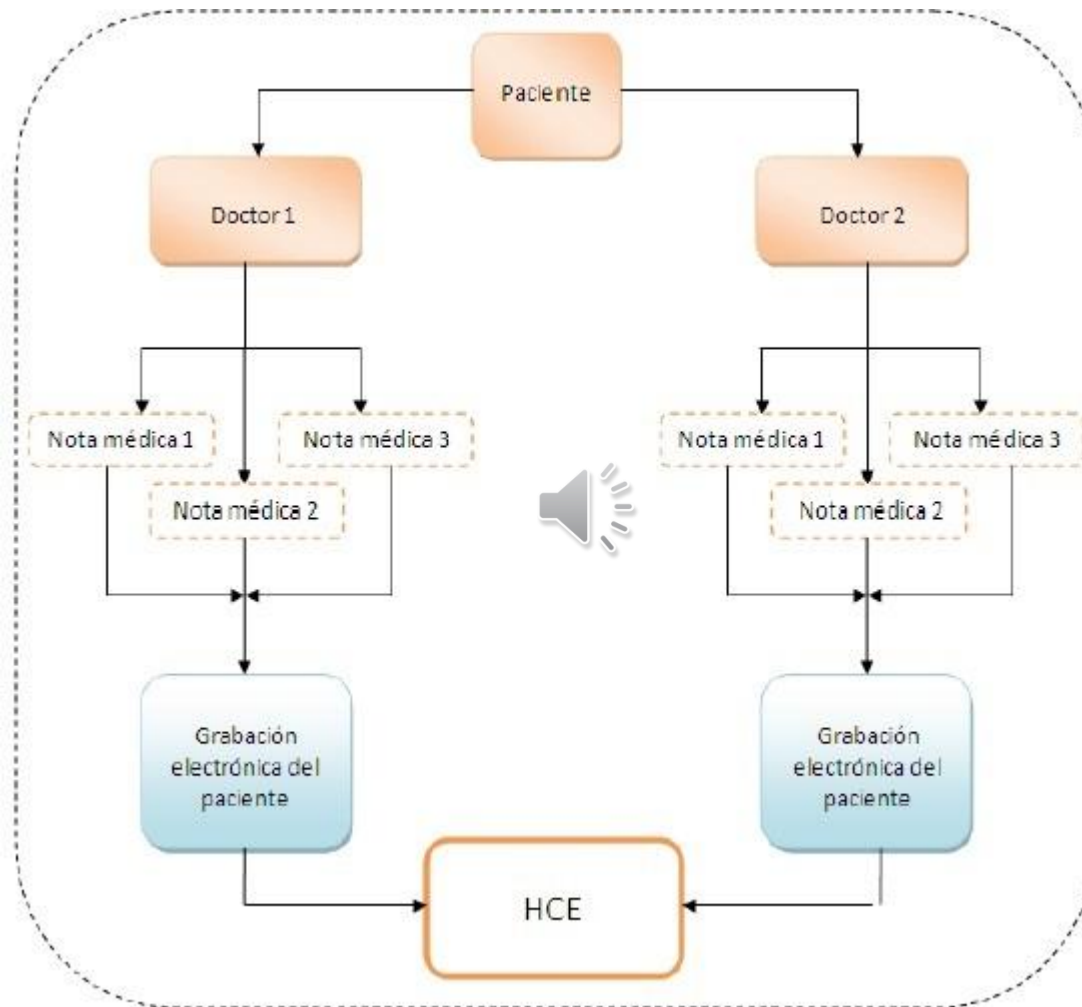 Paciente
Doctor 1
Doctor 2
Nota médica 1
Nota médica 3
Nota médica 2
Nota médica 1
Nota médica 3
Nota médica 2
Grabación
electrónica del
paciente
Grabación
electrónica del
paciente
HCE